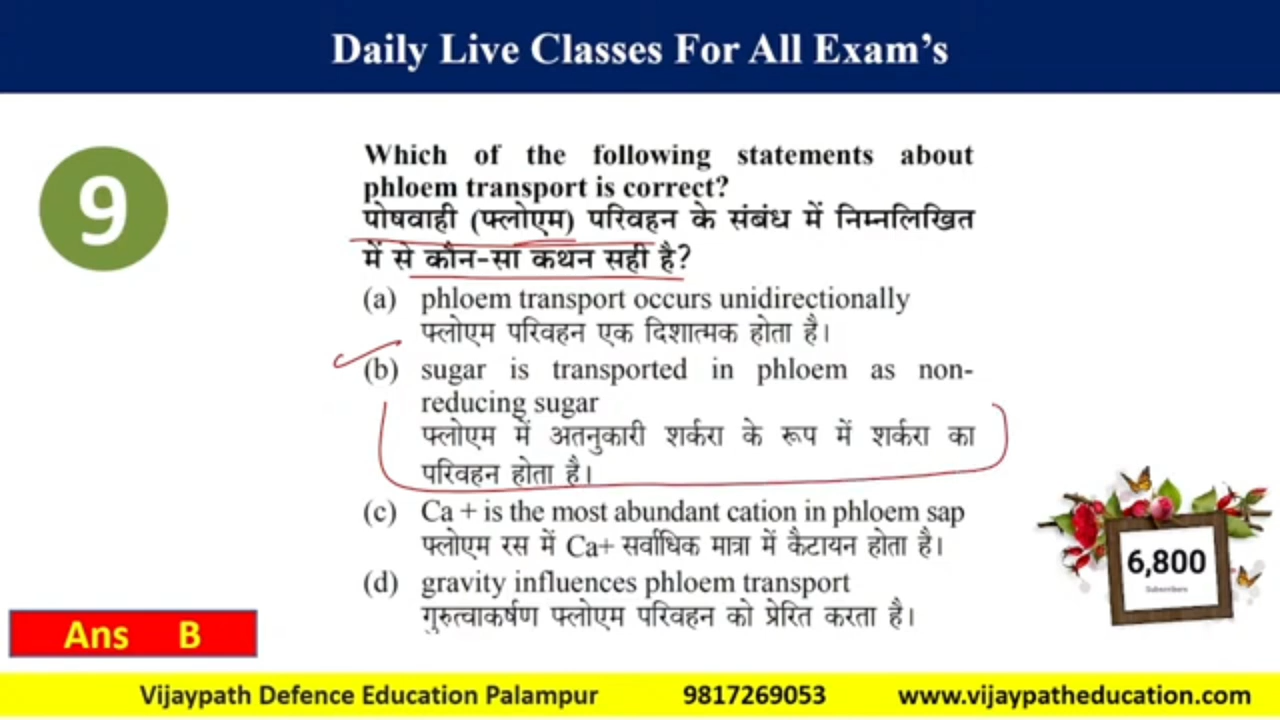 Daily Live Classes For All Exam’s
9
Which of the following statements about
phloem transport is correct?
पोषवाही (फ्लोएम) परिवहन के संबंध में निम्नलिखित
में से कौन-सा कथन सही है?
(a) phloem transport occurs unidirectionally
फ्लोएम परिवहन एक दिशात्मक होता है।
(b) sugar is transported in phloem as non-
reducing sugar
फ्लोएम में अतनुकारी शर्करा के रूप में शर्करा का
परिवहन होता है।
(c) Ca + is the most abundant cation in phloem sap
फ्लोएम रस में Ca+ सर्वाधिक मात्रा में कैटायन होता है।
(d) gravity influences phloem transport
गुरुत्वाकर्षण फ्लोएम परिवहन को प्रेरित करता है।
6,800
Subscribers
Ans B
Vijaypath Defence Education Palampur 9817269053 www.vijaypatheducation.com